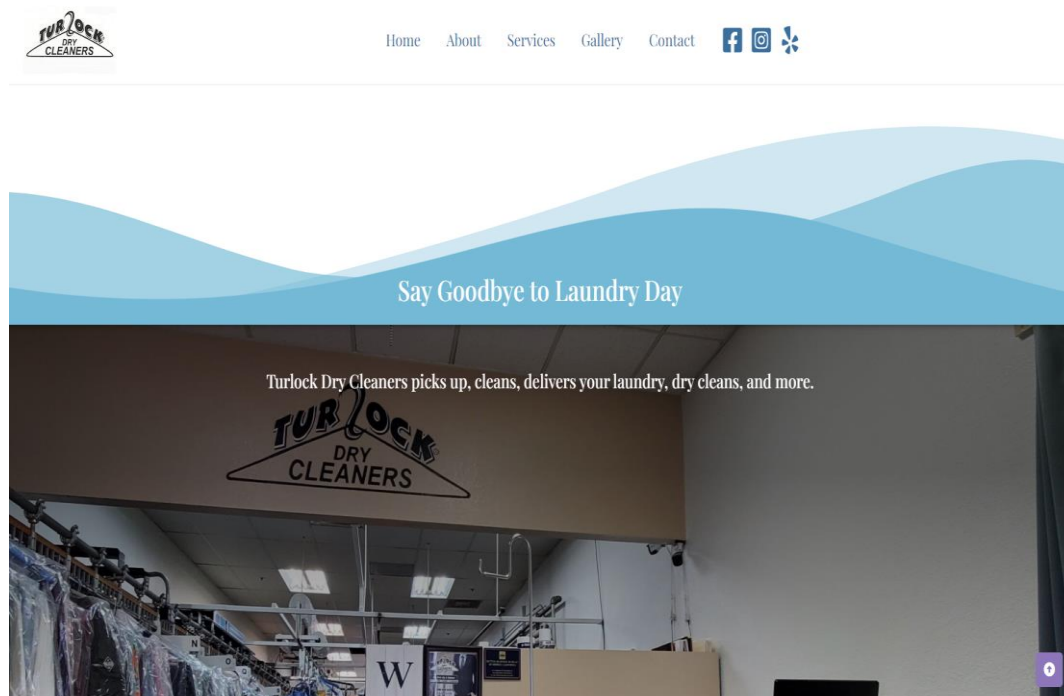 TURLOCK
DRY
CLEANERS
Home About Services Gallery Contact
Say Goodbye to Laundry Day
Turlock Dry Cleaners picks up, cleans, delivers your laundry, dry cleans, and more.
TURLOCK
DRY
CLEANERS
N
O
W